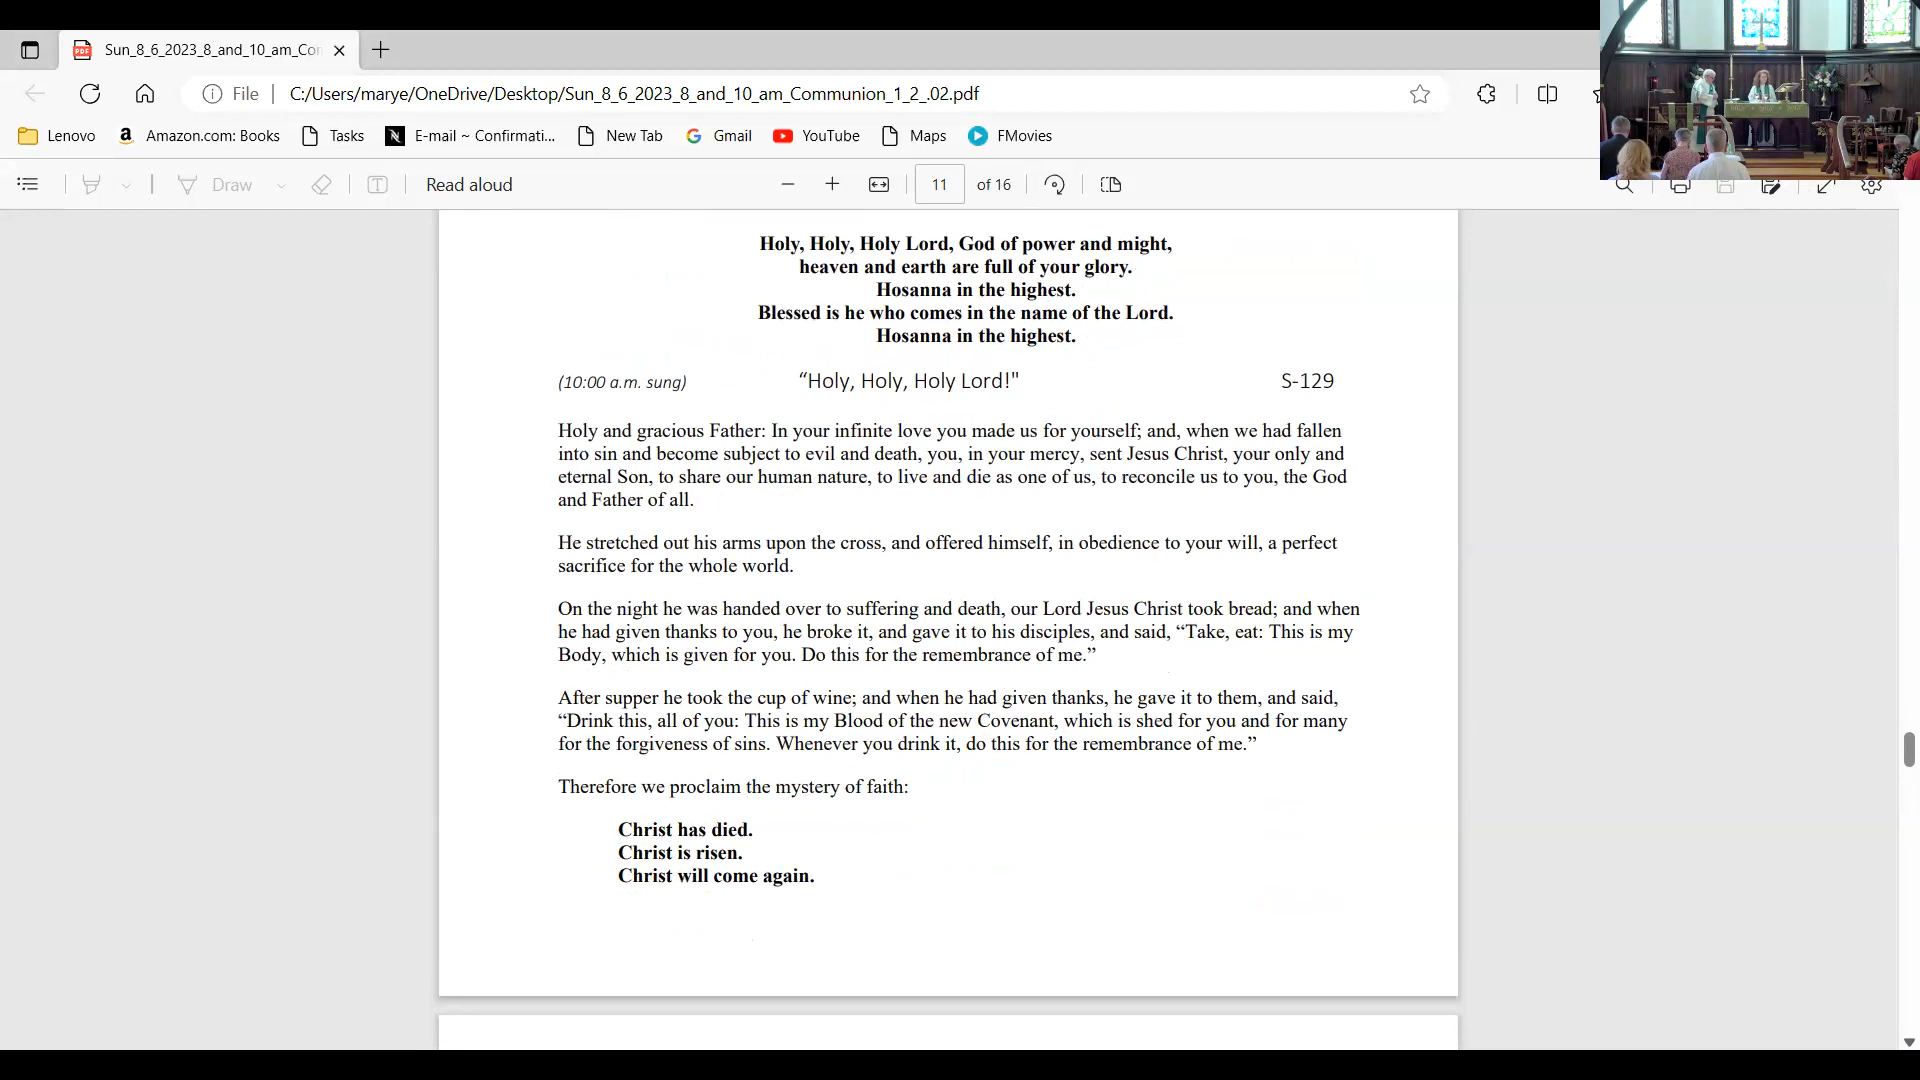 Sun_8_6_2023_8_and_10_am_Co
File
C:/Users/marye/OneDrive/Desktop/Sun_8_6_2023_8_and_10_am_Communion_1_2_.02.pdf
Lenovo
Amazon.com: Books
Tasks
E-mail ~ Confirmati...
New Tab
Gmail
YouTube
Maps
FMovies
Draw
Read aloud
11 of 16
Holy, Holy, Holy Lord, God of power and might,
heaven and earth are full of your glory.
Hosanna in the highest.
Blessed is he who comes in the name of the Lord.
Hosanna in the highest.
(10:00 a.m. sung) “Holy, Holy, Holy Lord!" S-129
Holy and gracious Father: In your infinite love you made us for yourself; and, when we had fallen
into sin and become subject to evil and death, you, in your mercy, sent Jesus Christ, your only and
eternal Son, to share our human nature, to live and die as one of us, to reconcile us to you, the God
and Father of all.
He stretched out his arms upon the cross, and offered himself, in obedience to your will, a perfect
sacrifice for the whole world.
On the night he was handed over to suffering and death, our Lord Jesus Christ took bread; and when
he had given thanks to you, he broke it, and gave it to his disciples, and said, “Take, eat: This is my
Body, which is given for you. Do this for the remembrance of me.”
After supper he took the cup of wine; and when he had given thanks, he gave it to them, and said,
“Drink this, all of you: This is my Blood of the new Covenant, which is shed for you and for many
for the forgiveness of sins. Whenever you drink it, do this for the remembrance of me.”
Therefore we proclaim the mystery of faith:
Christ has died.
Christ is risen.
Christ will come again.